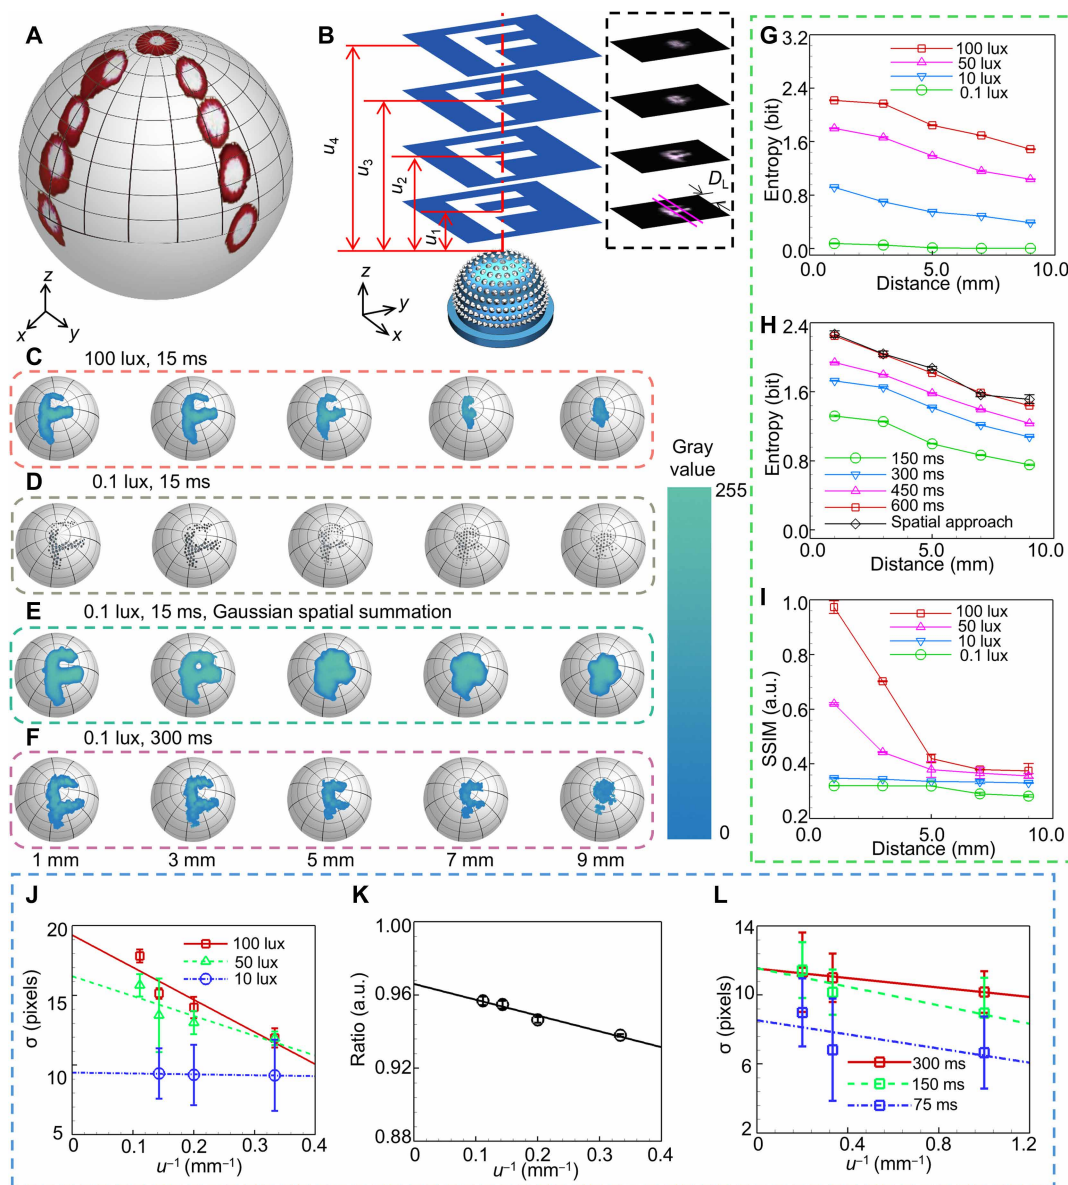 A
z
x
y
B
u4
u3
u2
u1
DL
z
y
x
C
100 lux, 15 ms
D
0.1 lux, 15 ms
E
0.1 lux, 15 ms, Gaussian spatial summation
F
0.1 lux, 300 ms
1 mm
3 mm
5 mm
7 mm
9 mm
Gray
value
255
0
G
3.2
2.4
1.6
0.8
0.0
Entropy (bit)
100 lux
50 lux
10 lux
0.1 lux
0.0
5.0
10.0
Distance (mm)
H
2.4
1.6
0.8
0.0
Entropy (bit)
150 ms
300 ms
450 ms
600 ms
Spatial approach
0.0
5.0
10.0
Distance (mm)
I
1.0
0.8
0.6
0.4
0.2
SSIM (a.u.)
100 lux
50 lux
10 lux
0.1 lux
0.0
5.0
10.0
Distance (mm)
J
20
15
10
5
σ (pixels)
100 lux
50 lux
10 lux
0
0.1
0.2
0.3
0.4
u⁻¹ (mm⁻¹)
K
1.00
0.96
0.92
0.88
Ratio (a.u.)
0
0.1
0.2
0.3
0.4
u⁻¹ (mm⁻¹)
L
14
10
6
2
σ (pixels)
300 ms
150 ms
75 ms
0
0.4
0.8
1.2
u⁻¹ (mm⁻¹)